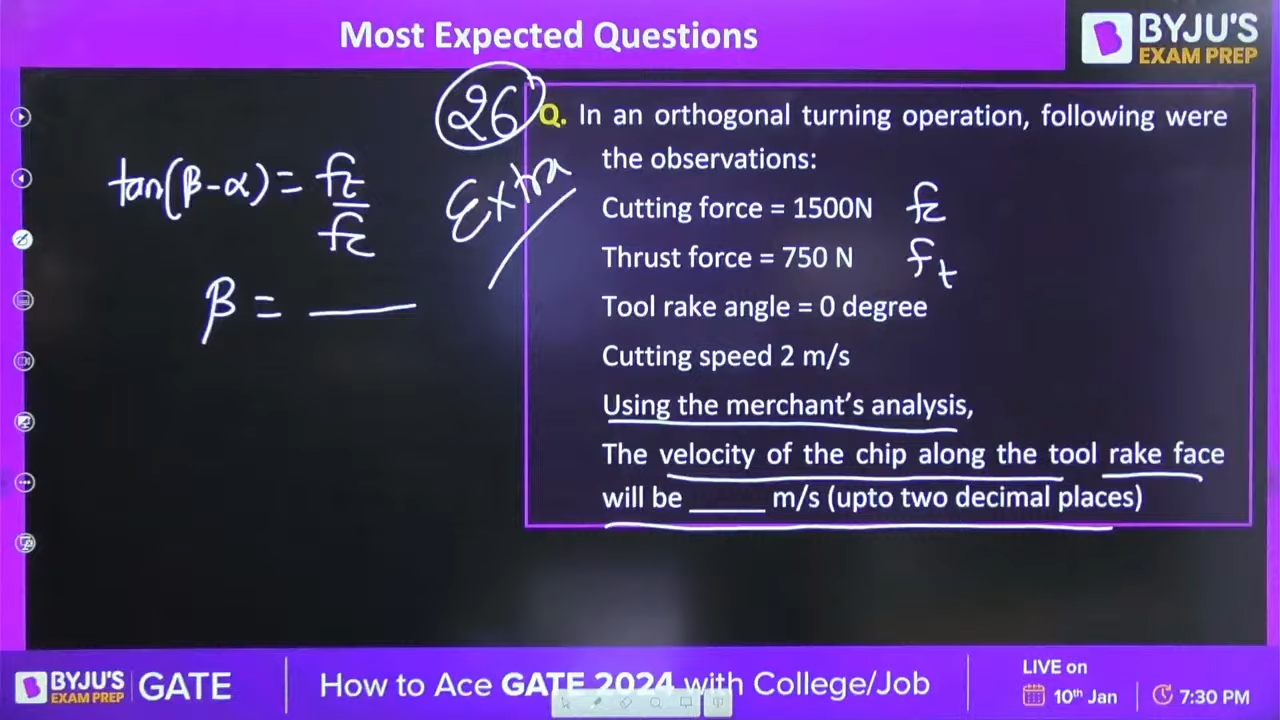 Most Expected Questions
BYJU'S
EXAM PREP
26
Extra
tan(β-α) = ft/fc
β = ____
Q. In an orthogonal turning operation, following were
the observations:
Cutting force = 1500N fc
Thrust force = 750 N ft
Tool rake angle = 0 degree
Cutting speed 2 m/s
Using the merchant's analysis,
The velocity of the chip along the tool rake face
will be _____ m/s (upto two decimal places)
BYJU'S
EXAM PREP
GATE
How to Ace GATE 2024 with College/Job
LIVE on
10th Jan
7:30 PM